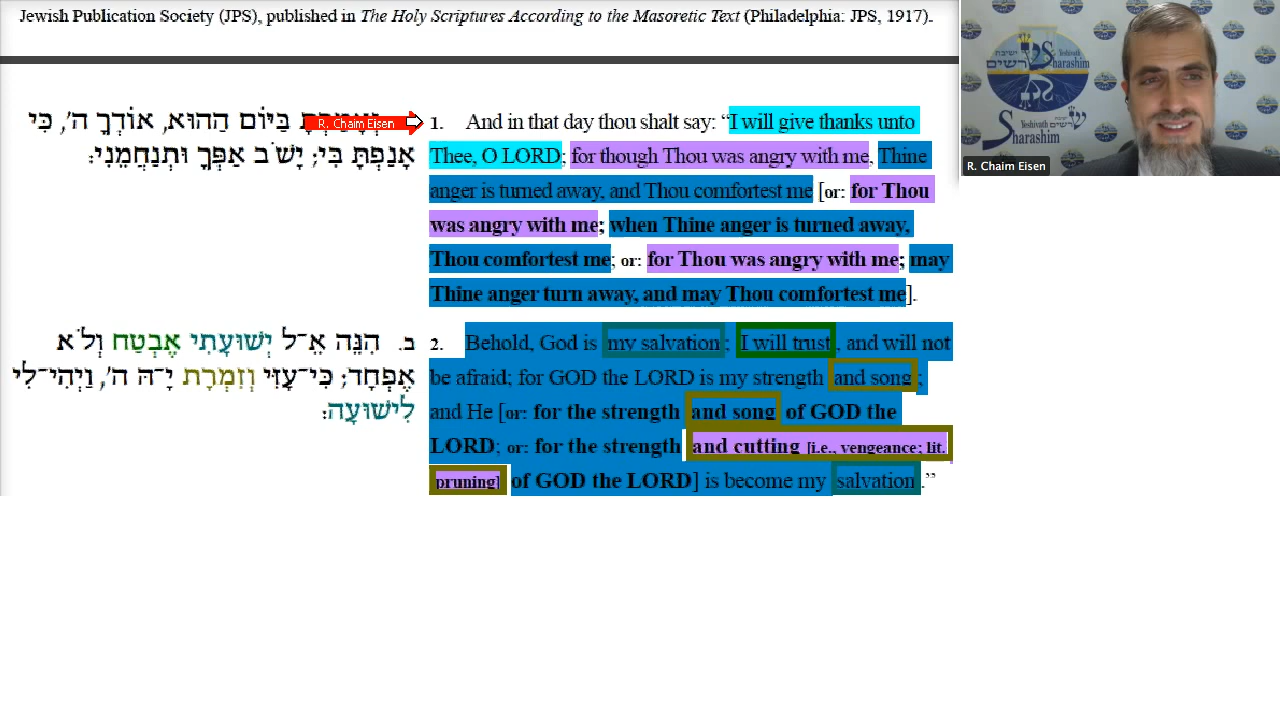 Jewish Publication Society (JPS), published in The Holy Scriptures According to the Masoretic Text (Philadelphia: JPS, 1917).
בַּיּוֹם הַהוּא, אוֹדְךָ ה', כִּי
אָנַפְתָּ בִּי; יָשֹׁב אַפְּךָ וּתְנַחֲמֵנִי:
R. Chaim Eisen
1. And in that day thou shalt say: “I will give thanks unto
Thee, O LORD; for though Thou was angry with me, Thine
anger is turned away, and Thou comfortest me [or: for Thou
was angry with me; when Thine anger is turned away,
Thou comfortest me; or: for Thou was angry with me; may
Thine anger turn away, and may Thou comfortest me].
ב. הִנֵּה אֵ־ל יְשׁוּעָתִי אֶבְטַח וְלֹא
אֶפְחָד; כִּי־עָזִּי וְזִמְרָת יָ־הּ ה', וַיְהִי־לִי
לִישׁוּעָה:
2. Behold, God is my salvation; I will trust, and will not
be afraid; for GOD the LORD is my strength and song;
and He [or: for the strength and song of GOD the
LORD; or: for the strength and cutting [i.e., vengeance; lit.
pruning] of GOD the LORD] is become my salvation.”
ישיבת
שרשים
Yeshivath
Sharashim
Yeshivath
Sharashim
ישיבת
שרשים
R. Chaim Eisen